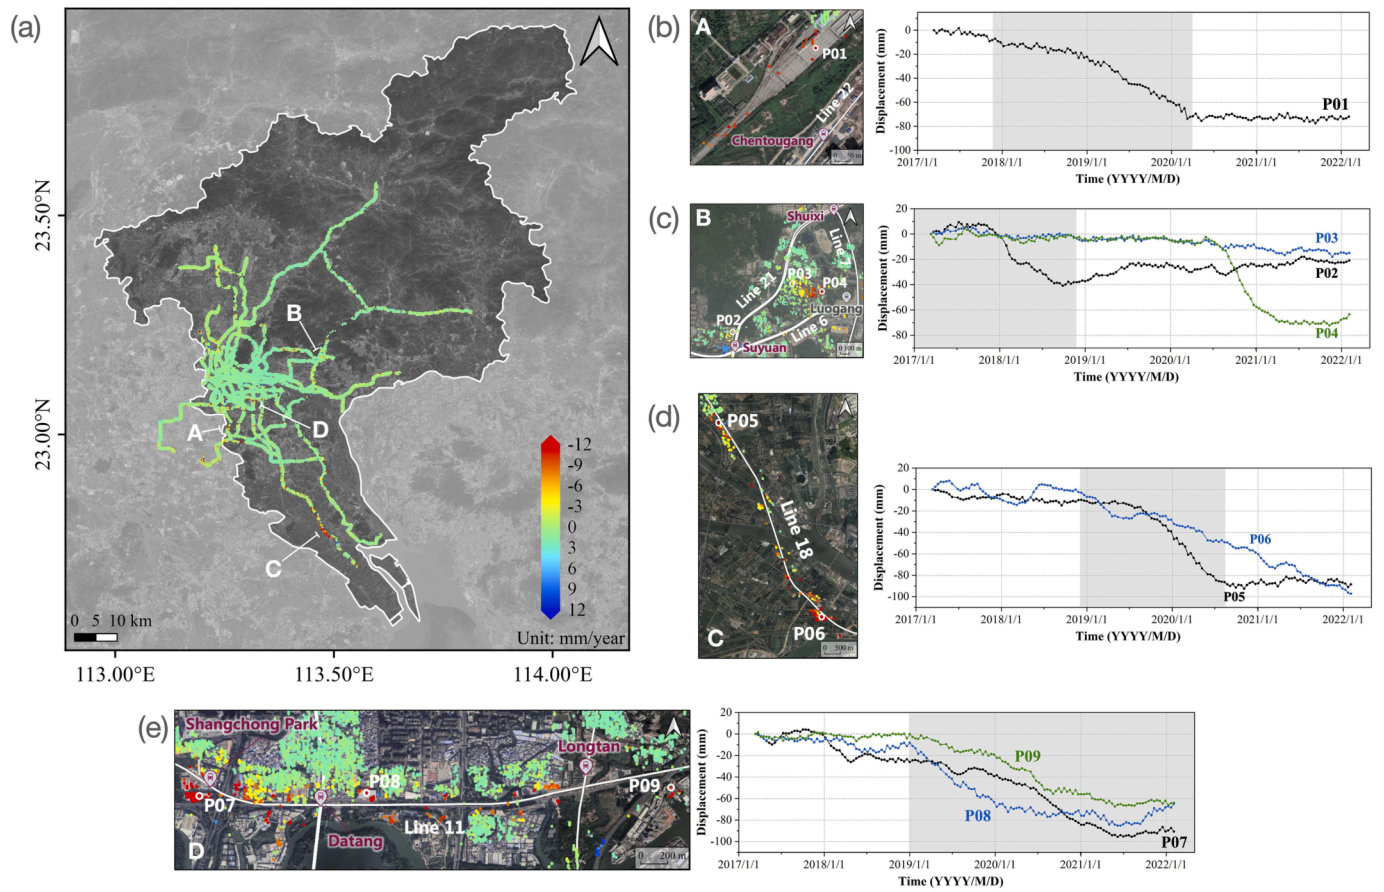 (a)
23.50°N
23.00°N
113.00°E
113.50°E
114.00°E
A
B
C
D
-12
-9
-6
-3
0
3
6
9
12
Unit: mm/year
0 5 10 km
(b)
A
P01
Line 22
Chentougang
0 50 m
Displacement (mm)
0
-20
-40
-60
-80
-100
P01
2017/1/1 2018/1/1 2019/1/1 2020/1/1 2021/1/1 2022/1/1
Time (YYYY/M/D)
(c)
B
Shuixi
Line 21
P03
P04
Luogang
P02
Line 6
Suyuan
0 100 m
Displacement (mm)
20
0
-20
-40
-60
-80
P03
P02
P04
2017/1/1 2018/1/1 2019/1/1 2020/1/1 2021/1/1 2022/1/1
Time (YYYY/M/D)
(d)
P05
Line 18
P06
C
0 500 m
Displacement (mm)
20
0
-20
-40
-60
-80
-100
P06
P05
2017/1/1 2018/1/1 2019/1/1 2020/1/1 2021/1/1 2022/1/1
Time (YYYY/M/D)
(e)
Shangchong Park
Longtan
P08
P09
P07
Line 11
Datang
D
0 200 m
Displacement (mm)
20
0
-20
-40
-60
-80
-100
P09
P08
P07
2017/1/1 2018/1/1 2019/1/1 2020/1/1 2021/1/1 2022/1/1
Time (YYYY/M/D)